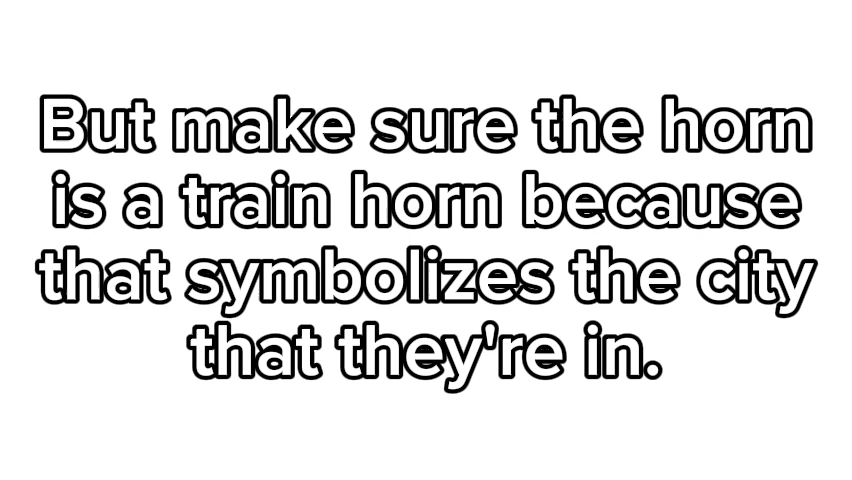 But make sure the horn
is a train horn because
that symbolizes the city
that they're in.